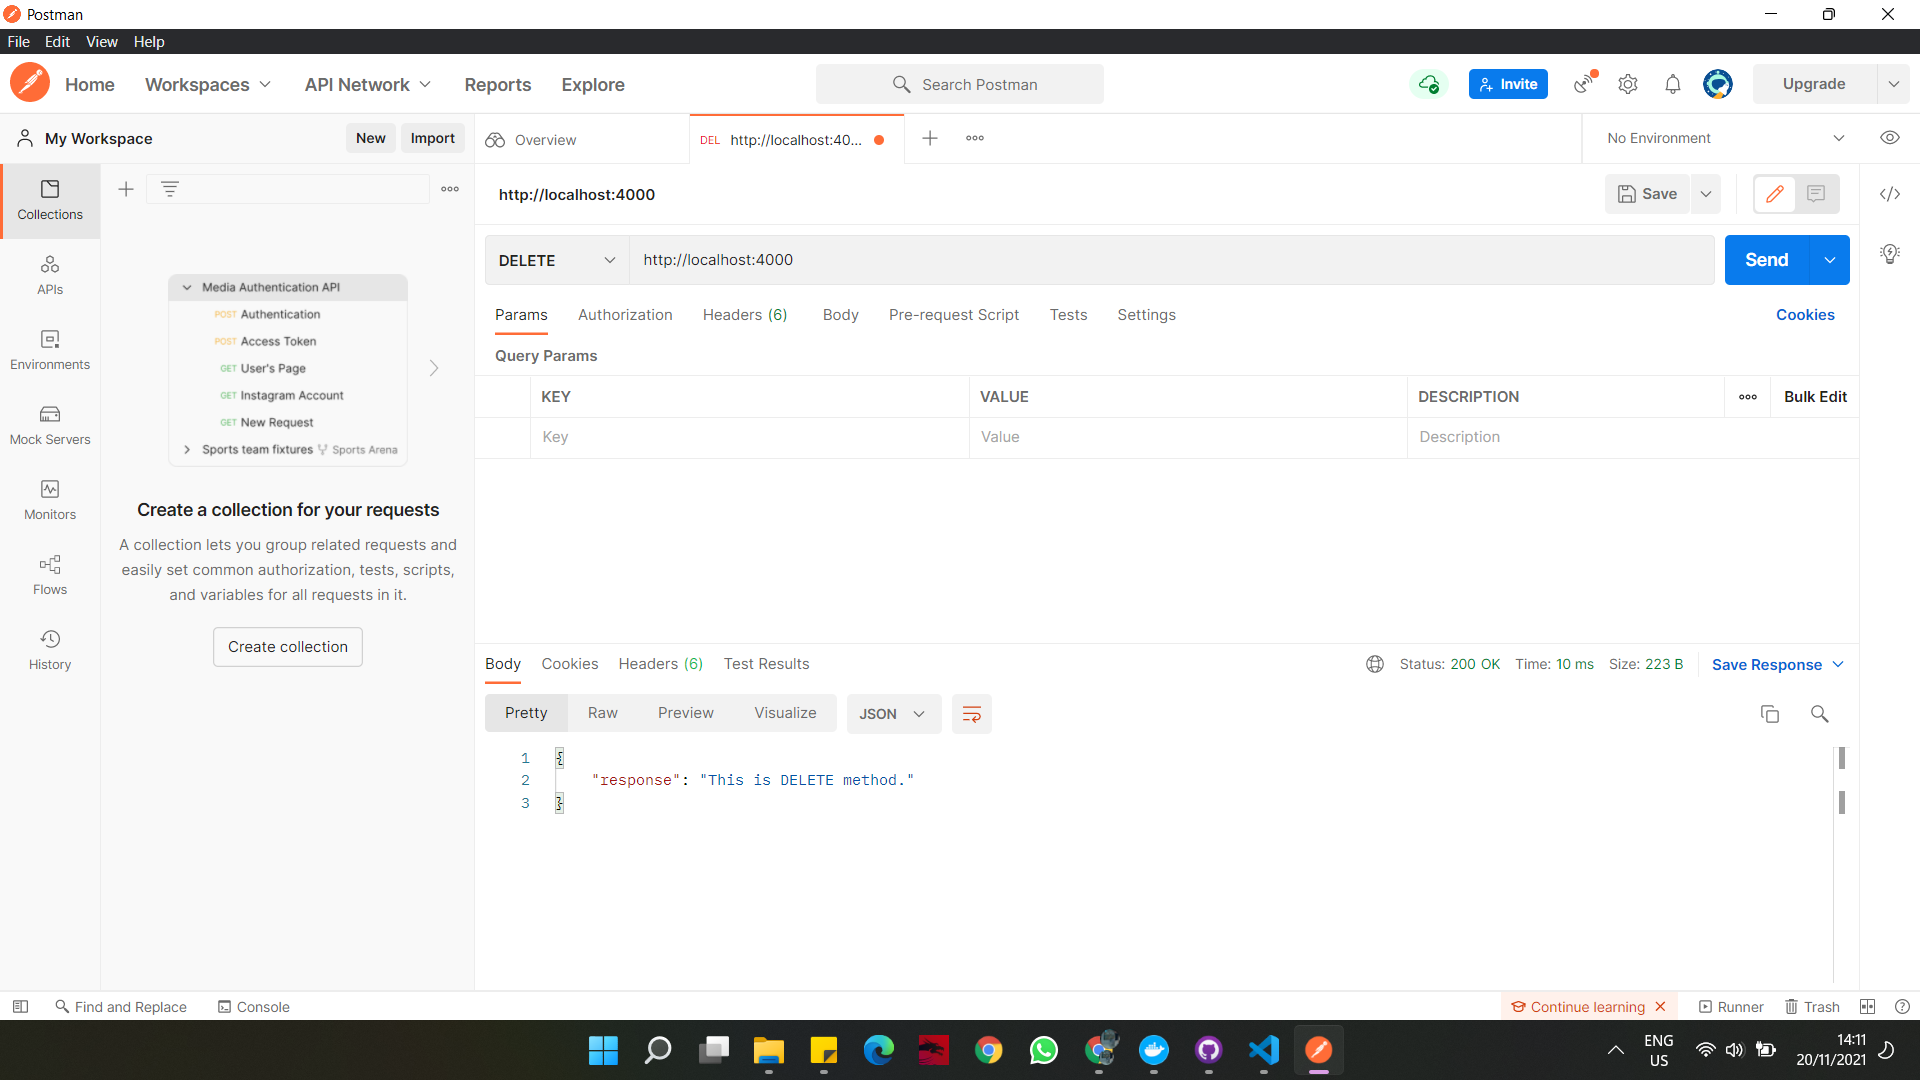 Postman
File Edit View Help
Home Workspaces API Network Reports Explore Search Postman Invite Upgrade
My Workspace New Import Overview DEL http://localhost:40... No Environment
http://localhost:4000 Save
Collections
APIs
Environments
Mock Servers
Monitors
Flows
History
Media Authentication API
POST Authentication
POST Access Token
GET User's Page
GET Instagram Account
GET New Request
Sports team fixtures Sports Arena
Create a collection for your requests
A collection lets you group related requests and
easily set common authorization, tests, scripts,
and variables for all requests in it.
Create collection
DELETE http://localhost:4000 Send
Params Authorization Headers (6) Body Pre-request Script Tests Settings Cookies
Query Params
KEY VALUE DESCRIPTION Bulk Edit
Key Value Description
Body Cookies Headers (6) Test Results Status: 200 OK Time: 10 ms Size: 223 B Save Response
Pretty Raw Preview Visualize JSON
1 {
2 "response": "This is DELETE method."
3 }
Find and Replace Console Continue learning Runner Trash
ENG
US
14:11
20/11/2021